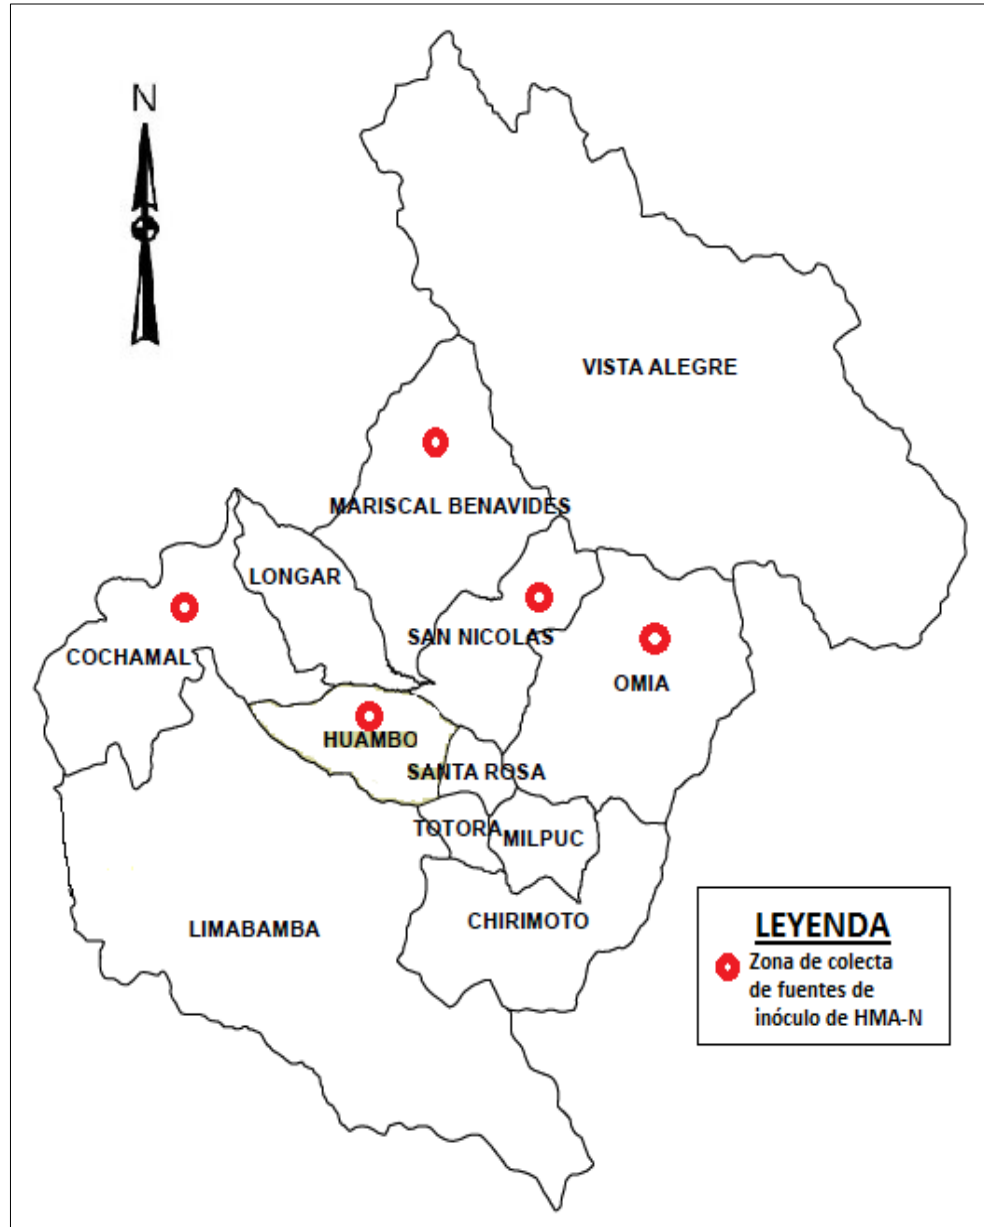 N
VISTA ALEGRE
MARISCAL BENAVIDES
LONGAR
SAN NICOLAS
COCHAMAL
OMIA
HUAMBO
SANTA ROSA
TOTORA
MILPUC
CHIRIMOTO
LIMABAMBA
LEYENDA
Zona de colecta
de fuentes de
inóculo de HMA-N